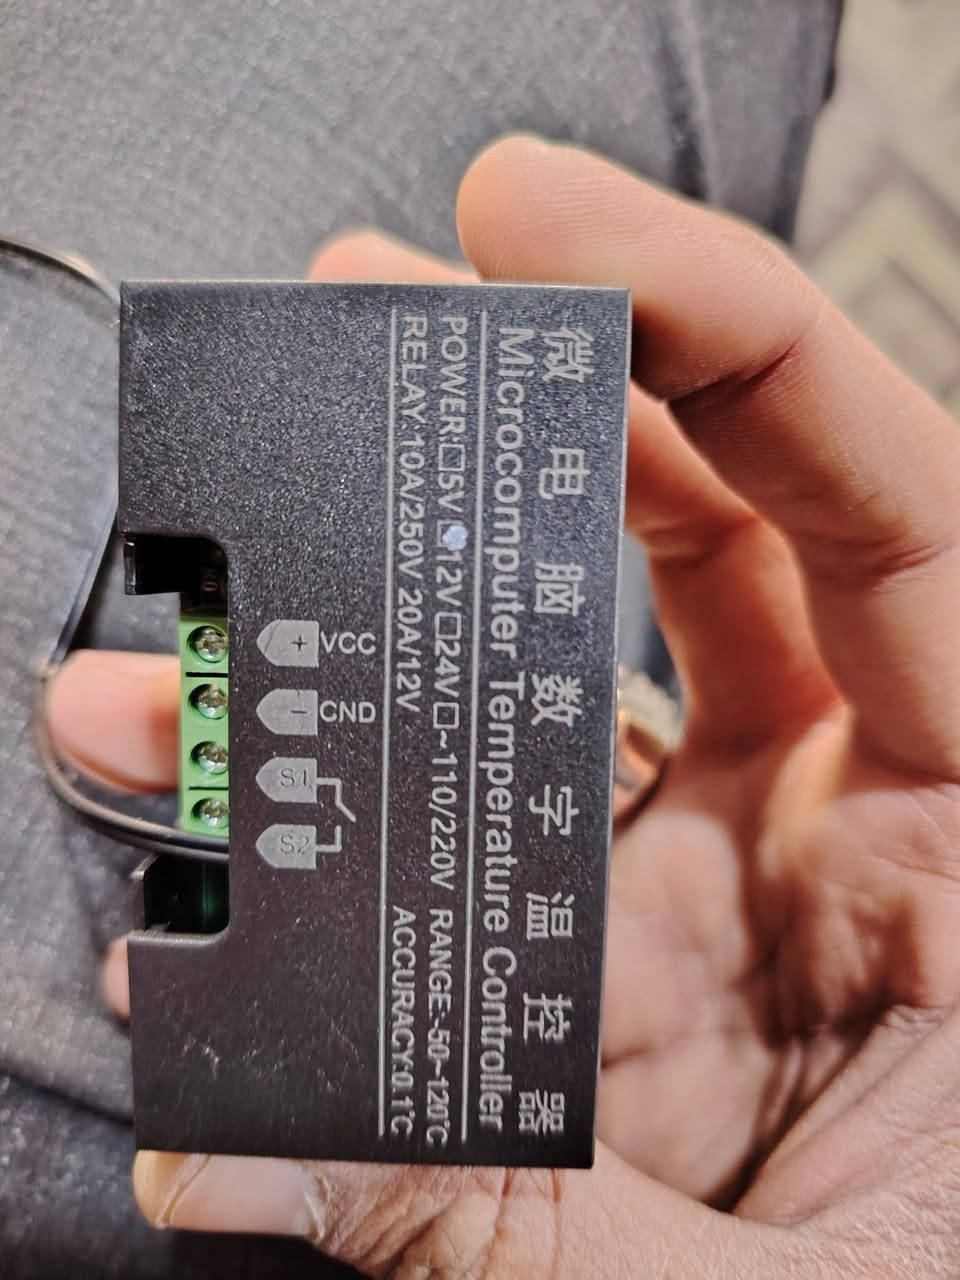 微电脑数字温控器
Microcomputer Temperature Controller
POWER:□5V□12V□24V□~110/220V RANGE:-50~120℃
RELAY:10A/250V 20A/12V ACCURACY:0.1℃
+ VCC
- GND
S1
S2